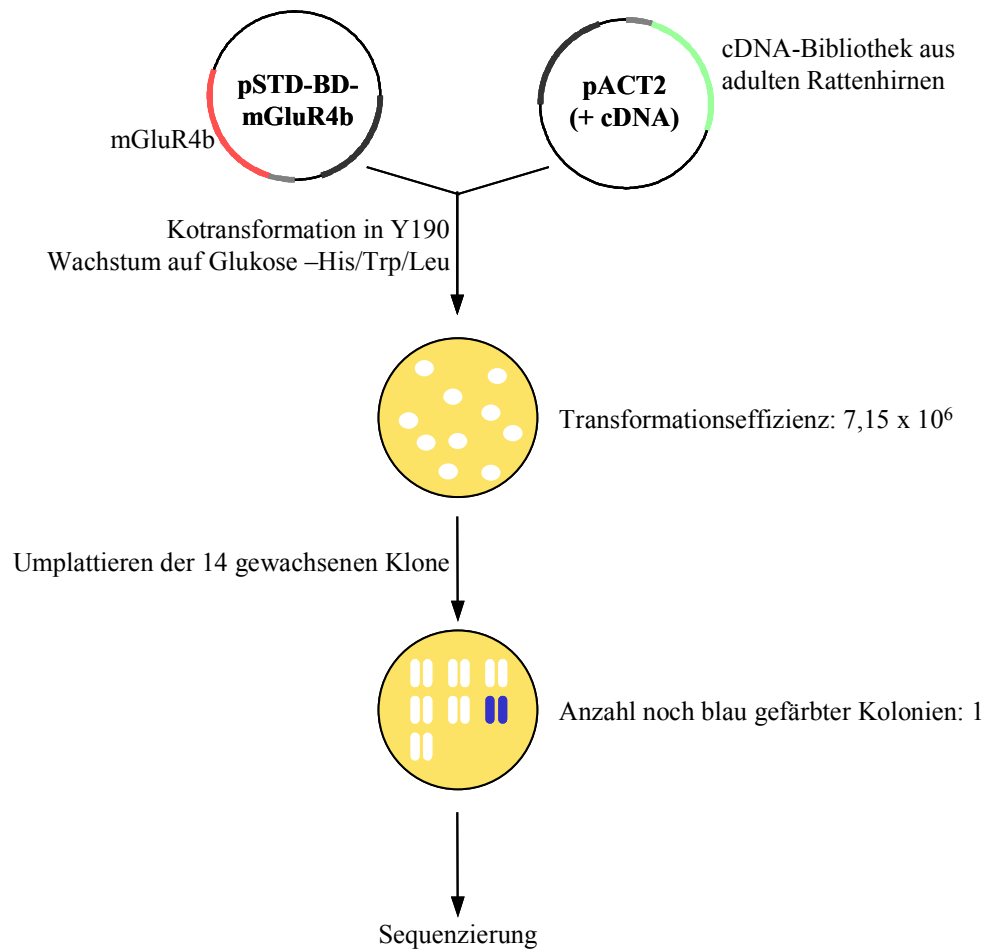 pSTD-BD-
mGluR4b
pACT2
(+ cDNA)
cDNA-Bibliothek aus
adulten Rattenhirnen
mGluR4b
Kotransformation in Y190
Wachstum auf Glukose –His/Trp/Leu
Transformationseffizienz: 7,15 x 10⁶
Umplattieren der 14 gewachsenen Klone
Anzahl noch blau gefärbter Kolonien: 1
Sequenzierung